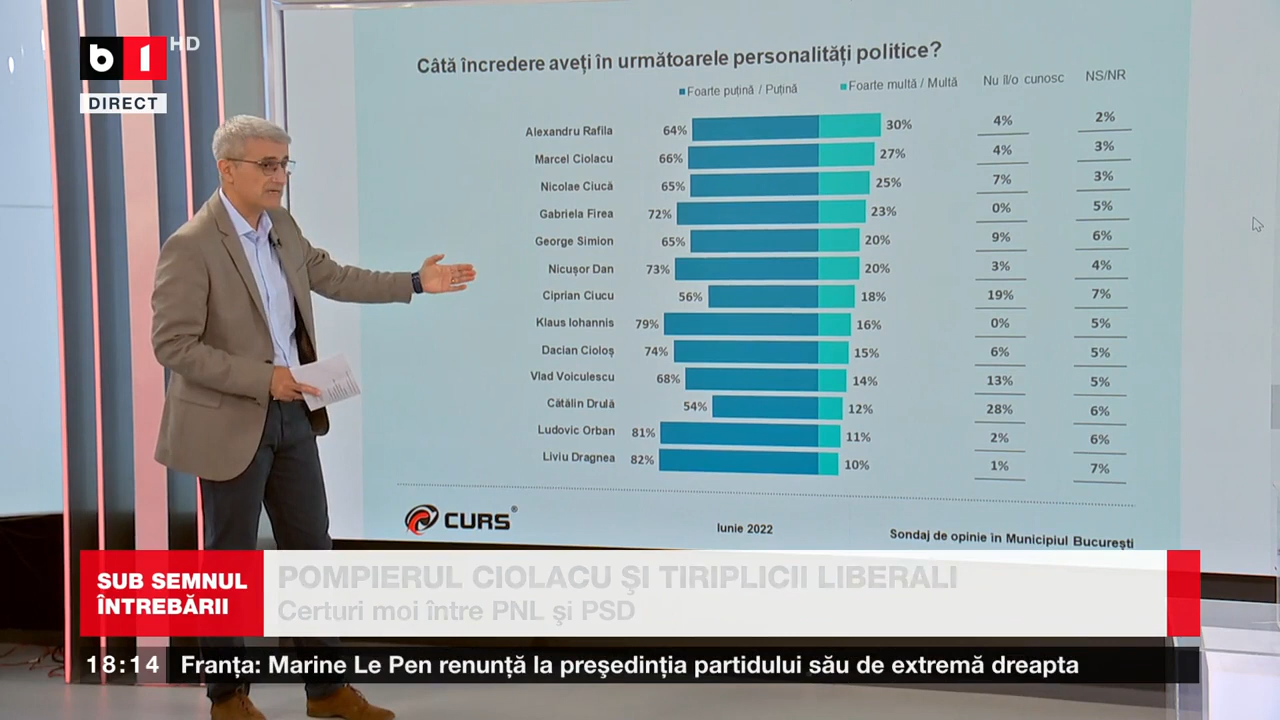 b1 HD
DIRECT
Câtă încredere aveți în următoarele personalități politice?
Foarte puțină / Puțină Foarte multă / Multă Nu îl/o cunosc NS/NR
Alexandru Rafila 64% 30% 4% 2%
Marcel Ciolacu 66% 27% 4% 3%
Nicolae Ciucă 65% 25% 7% 3%
Gabriela Firea 72% 23% 0% 5%
George Simion 65% 20% 9% 6%
Nicușor Dan 73% 20% 3% 4%
Ciprian Ciucu 56% 18% 19% 7%
Klaus Iohannis 79% 16% 0% 5%
Dacian Cioloș 74% 15% 6% 5%
Vlad Voiculescu 68% 14% 13% 5%
Cătălin Drulă 54% 12% 28% 6%
Ludovic Orban 81% 11% 2% 6%
Liviu Dragnea 82% 10% 1% 7%
CURS®
Iunie 2022
Sondaj de opinie în Municipiul București
SUB SEMNUL
ÎNTREBĂRII
POMPIERUL CIOLACU ŞI TIRIPLICII LIBERALI
Certuri moi între PNL şi PSD
18:14 Franța: Marine Le Pen renunță la preşedinția partidului său de extremă dreapta